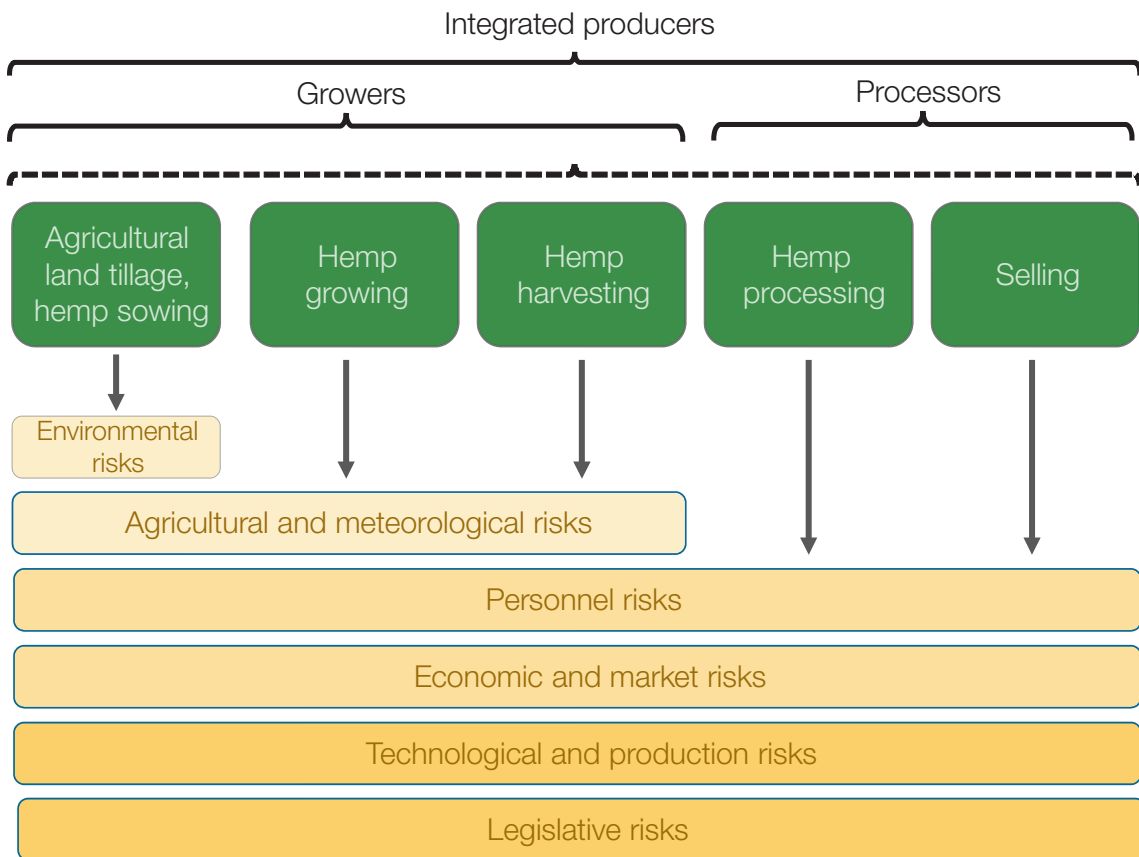 Integrated producers
Growers
Processors
Agricultural
land tillage,
hemp sowing
Hemp
growing
Hemp
harvesting
Hemp
processing
Selling
Environmental
risks
Agricultural and meteorological risks
Personnel risks
Economic and market risks
Technological and production risks
Legislative risks